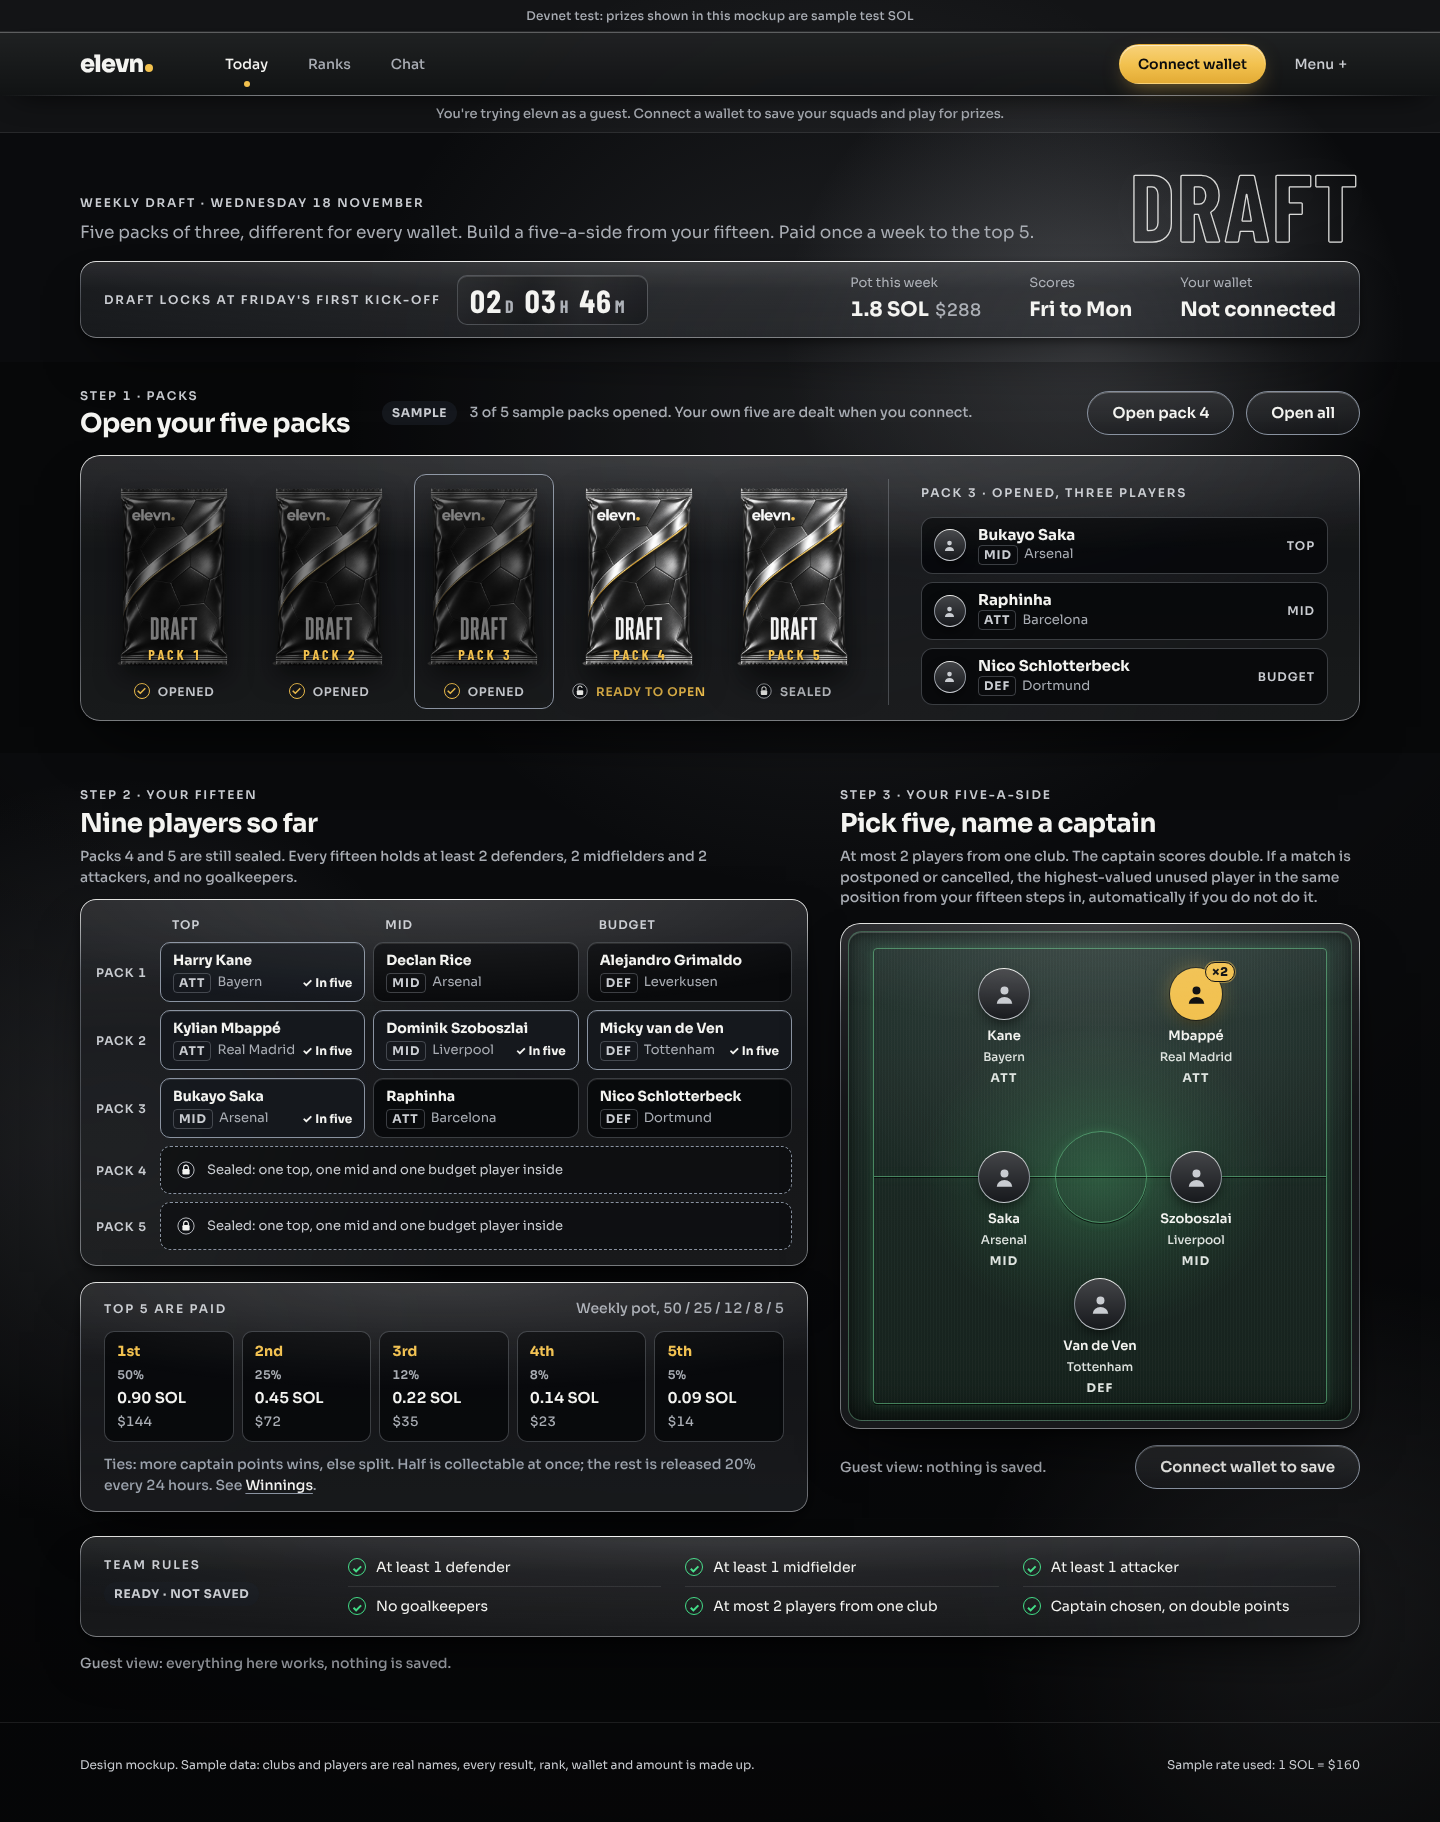 Devnet test: prizes shown in this mockup are sample test SOL
elevn.
Today
Ranks
Chat
Connect wallet
Menu +
You're trying elevn as a guest. Connect a wallet to save your squads and play for prizes.
WEEKLY DRAFT · WEDNESDAY 18 NOVEMBER
Five packs of three, different for every wallet. Build a five-a-side from your fifteen. Paid once a week to the top 5.
DRAFT
DRAFT LOCKS AT FRIDAY'S FIRST KICK-OFF
02 D 03 H 46 M
Pot this week
1.8 SOL $288
Scores
Fri to Mon
Your wallet
Not connected
STEP 1 · PACKS
Open your five packs
SAMPLE
3 of 5 sample packs opened. Your own five are dealt when you connect.
Open pack 4
Open all
elevn.
DRAFT
PACK 1
OPENED
elevn.
DRAFT
PACK 2
OPENED
elevn.
DRAFT
PACK 3
OPENED
elevn.
DRAFT
PACK 4
READY TO OPEN
elevn.
DRAFT
PACK 5
SEALED
PACK 3 · OPENED, THREE PLAYERS
Bukayo Saka
MID Arsenal
TOP
Raphinha
ATT Barcelona
MID
Nico Schlotterbeck
DEF Dortmund
BUDGET
STEP 2 · YOUR FIFTEEN
Nine players so far
Packs 4 and 5 are still sealed. Every fifteen holds at least 2 defenders, 2 midfielders and 2
attackers, and no goalkeepers.
TOP
MID
BUDGET
PACK 1
Harry Kane
ATT Bayern ✓ In five
Declan Rice
MID Arsenal
Alejandro Grimaldo
DEF Leverkusen
PACK 2
Kylian Mbappé
ATT Real Madrid ✓ In five
Dominik Szoboszlai
MID Liverpool ✓ In five
Micky van de Ven
DEF Tottenham ✓ In five
PACK 3
Bukayo Saka
MID Arsenal ✓ In five
Raphinha
ATT Barcelona
Nico Schlotterbeck
DEF Dortmund
PACK 4
Sealed: one top, one mid and one budget player inside
PACK 5
Sealed: one top, one mid and one budget player inside
TOP 5 ARE PAID
Weekly pot, 50 / 25 / 12 / 8 / 5
1st
50%
0.90 SOL
$144
2nd
25%
0.45 SOL
$72
3rd
12%
0.22 SOL
$35
4th
8%
0.14 SOL
$23
5th
5%
0.09 SOL
$14
Ties: more captain points wins, else split. Half is collectable at once; the rest is released 20%
every 24 hours. See Winnings.
STEP 3 · YOUR FIVE-A-SIDE
Pick five, name a captain
At most 2 players from one club. The captain scores double. If a match is
postponed or cancelled, the highest-valued unused player in the same
position from your fifteen steps in, automatically if you do not do it.
Kane
Bayern
ATT
×2
Mbappé
Real Madrid
ATT
Saka
Arsenal
MID
Szoboszlai
Liverpool
MID
Van de Ven
Tottenham
DEF
Guest view: nothing is saved.
Connect wallet to save
TEAM RULES
READY · NOT SAVED
At least 1 defender
At least 1 midfielder
At least 1 attacker
No goalkeepers
At most 2 players from one club
Captain chosen, on double points
Guest view: everything here works, nothing is saved.
Design mockup. Sample data: clubs and players are real names, every result, rank, wallet and amount is made up.
Sample rate used: 1 SOL = $160